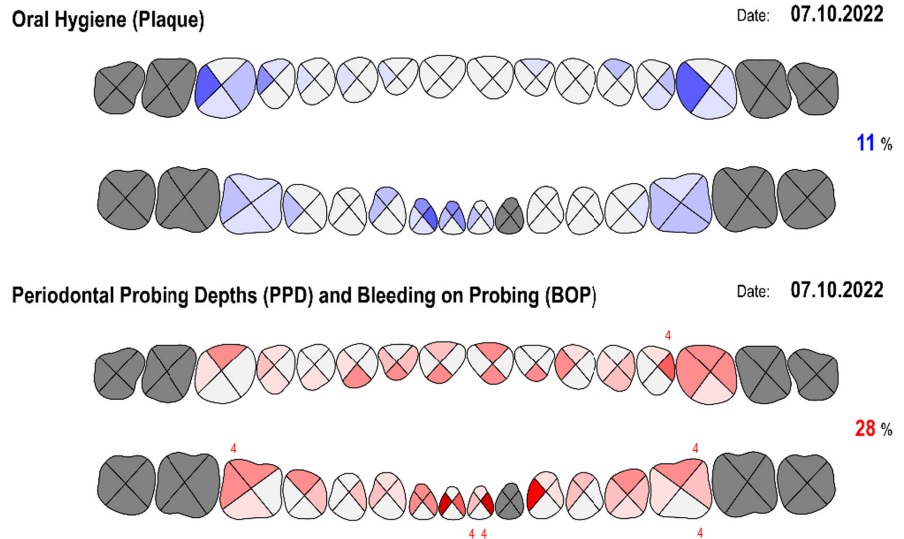 Oral Hygiene (Plaque)
Date: 07.10.2022
11 %
Periodontal Probing Depths (PPD) and Bleeding on Probing (BOP)
Date: 07.10.2022
4
28 %
4 4
4 4 4